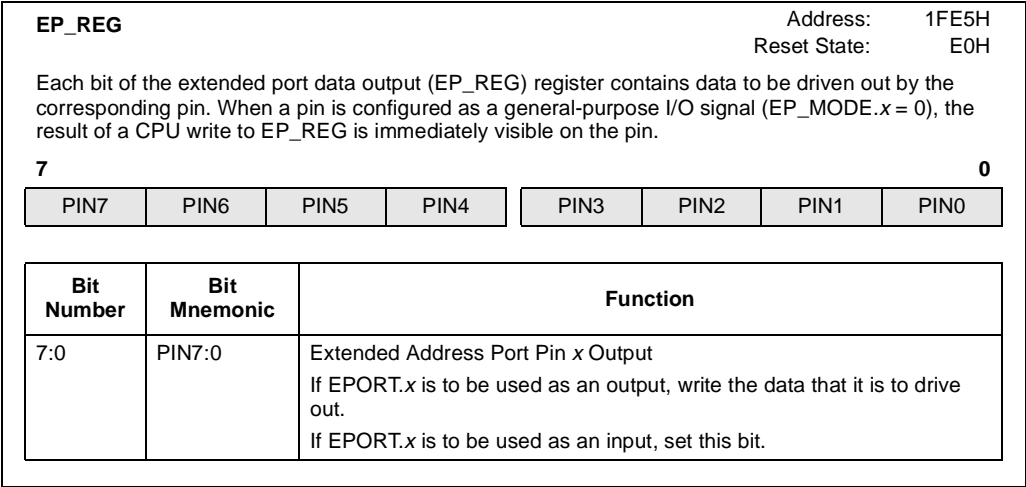 EP_REG Address: 1FE5H
Reset State: E0H
Each bit of the extended port data output (EP_REG) register contains data to be driven out by the
corresponding pin. When a pin is configured as a general-purpose I/O signal (EP_MODE.x = 0), the
result of a CPU write to EP_REG is immediately visible on the pin.
7 0
PIN7 PIN6 PIN5 PIN4 PIN3 PIN2 PIN1 PIN0
Bit Number Bit Mnemonic Function
7:0 PIN7:0 Extended Address Port Pin x Output
If EPORT.x is to be used as an output, write the data that it is to drive
out.
If EPORT.x is to be used as an input, set this bit.